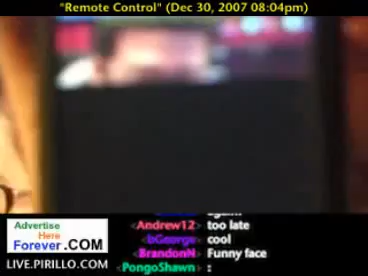 "Remote Control" (Dec 30, 2007 08:04pm)
<Andrew12> too late
<bGeorge> cool
<BrandonN> Funny face
<PongoShawn> :
Advertise
Here
Forever .COM
LIVE.PIRILLO.COM